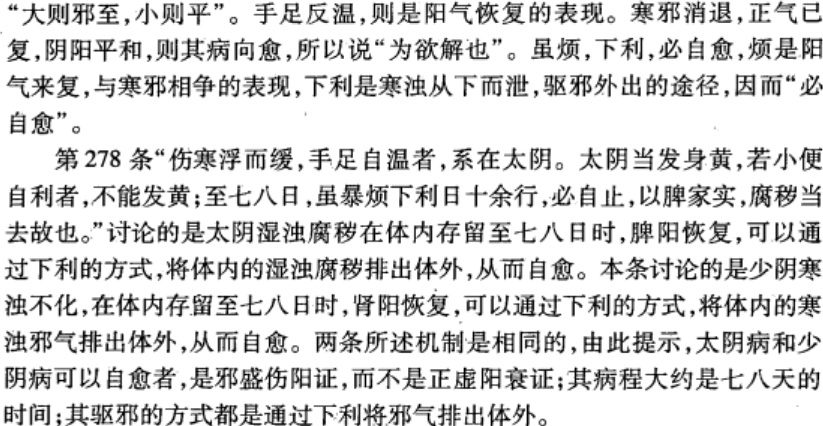 “大则邪至,小则平”。手足反温,则是阳气恢复的表现。寒邪消退,正气已
复,阴阳平和,则其病向愈,所以说“为欲解也”。虽烦,下利,必自愈,烦是阳
气来复,与寒邪相争的表现,下利是寒浊从下而泄,驱邪外出的途径,因而“必
自愈”。
第 278 条“伤寒浮而缓,手足自温者,系在太阴。太阴当发身黄,若小便
自利者,不能发黄;至七八日,虽暴烦下利日十余行,必自止,以脾家实,腐秽当
去故也。”讨论的是太阴湿浊腐秽在体内存留至七八日时,脾阳恢复,可以通
过下利的方式,将体内的湿浊腐秽排出体外,从而自愈。本条讨论的是少阴寒
浊不化,在体内存留至七八日时,肾阳恢复,可以通过下利的方式,将体内的寒
浊邪气排出体外,从而自愈。两条所述机制是相同的,由此提示,太阴病和少
阴病可以自愈者,是邪盛伤阳证,而不是正虚阳衰证;其病程大约是七八天的
时间;其驱邪的方式都是通过下利将邪气排出体外。